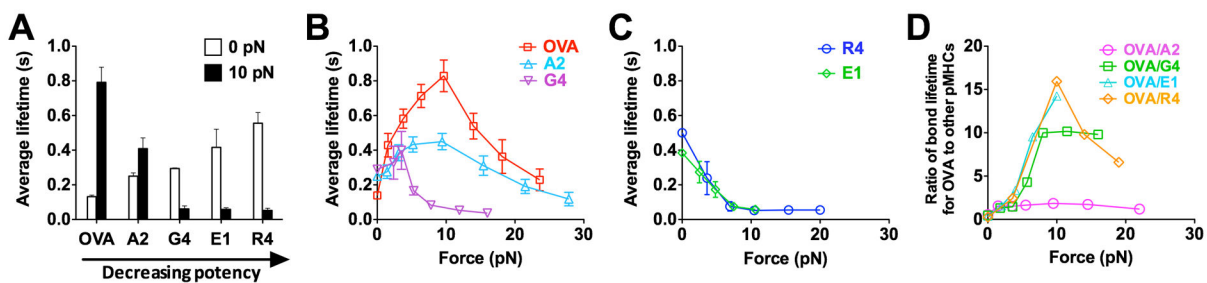 A
Average lifetime (s)
1.0
0.8
0.6
0.4
0.2
0.0
0 pN
10 pN
OVA A2 G4 E1 R4
Decreasing potency
B
Average lifetime (s)
1.0
0.8
0.6
0.4
0.2
0.0
OVA
A2
G4
0 10 20 30
Force (pN)
C
Average lifetime (s)
1.0
0.8
0.6
0.4
0.2
0.0
R4
E1
0 10 20 30
Force (pN)
D
Ratio of bond lifetime
for OVA to other pMHCs
20
15
10
5
0
OVA/A2
OVA/G4
OVA/E1
OVA/R4
0 10 20 30
Force (pN)